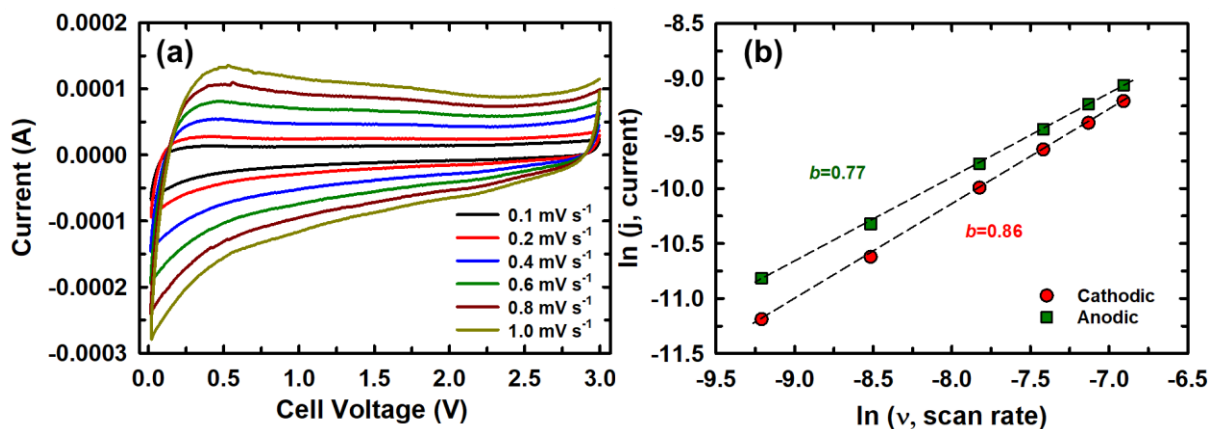 (a)
Current (A)
0.0002
0.0001
0.0000
-0.0001
-0.0002
-0.0003
0.1 mV s⁻¹
0.2 mV s⁻¹
0.4 mV s⁻¹
0.6 mV s⁻¹
0.8 mV s⁻¹
1.0 mV s⁻¹
0.0 0.5 1.0 1.5 2.0 2.5 3.0
Cell Voltage (V)
(b)
ln (j, current)
-8.5
-9.0
-9.5
-10.0
-10.5
-11.0
-11.5
b=0.77
b=0.86
Cathodic
Anodic
-9.5 -9.0 -8.5 -8.0 -7.5 -7.0 -6.5
ln (ν, scan rate)